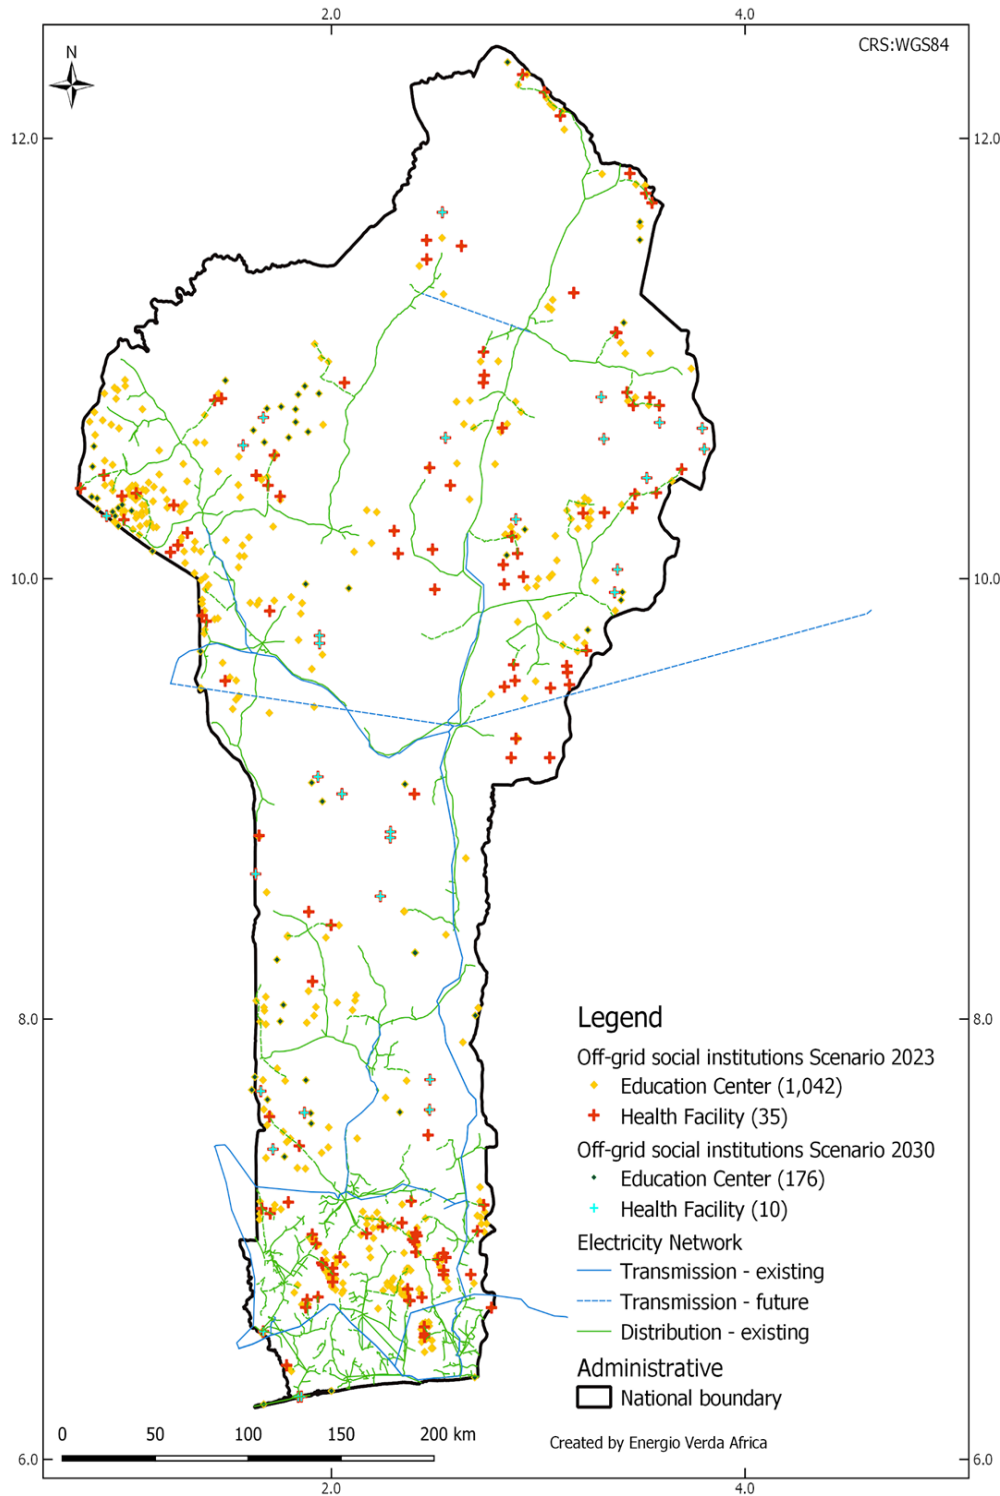 2.0 4.0
CRS:WGS84
N
12.0 12.0
10.0 10.0
8.0 8.0
Legend
Off-grid social institutions Scenario 2023
Education Center (1,042)
Health Facility (35)
Off-grid social institutions Scenario 2030
Education Center (176)
Health Facility (10)
Electricity Network
Transmission - existing
Transmission - future
Distribution - existing
Administrative
National boundary
0 50 100 150 200 km
Created by Energio Verda Africa
6.0 6.0
2.0 4.0